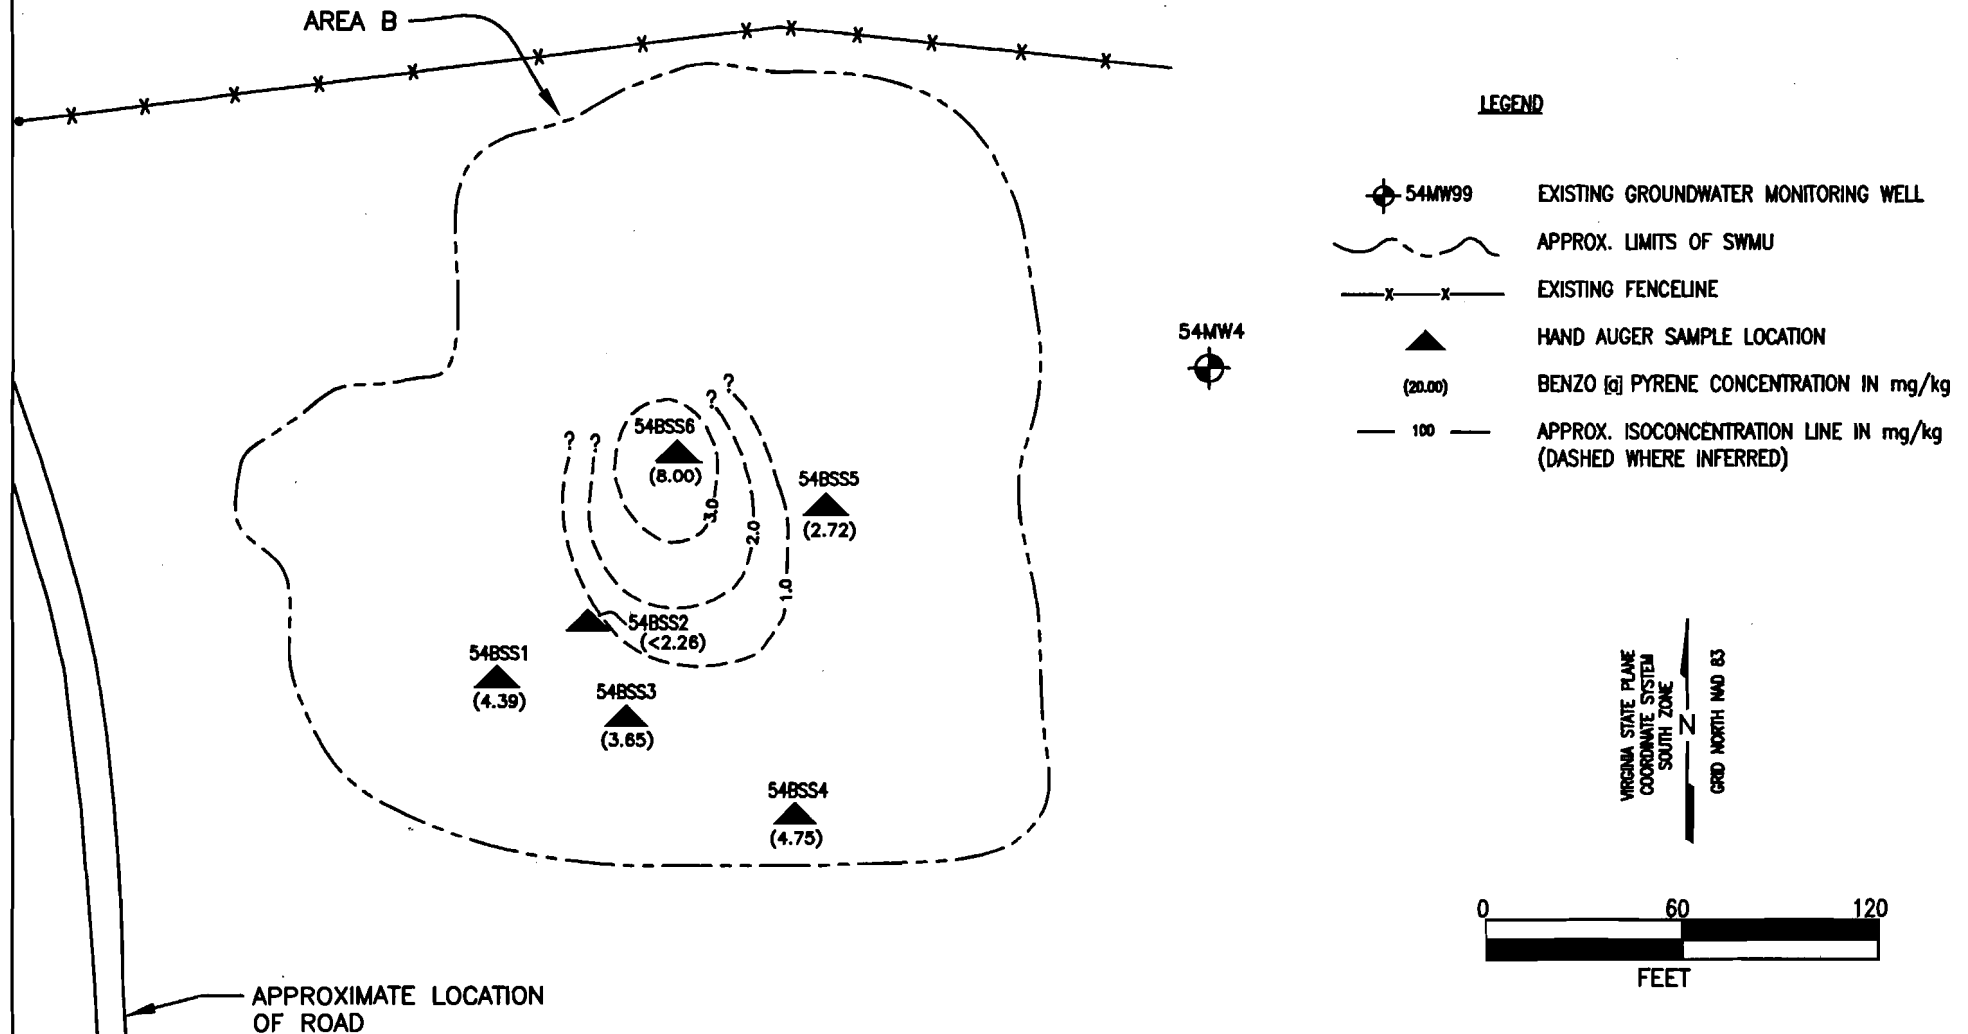 AREA B
LEGEND
54MW99 EXISTING GROUNDWATER MONITORING WELL
APPROX. LIMITS OF SWMU
X X EXISTING FENCELINE
HAND AUGER SAMPLE LOCATION
(20.00) BENZO [a] PYRENE CONCENTRATION IN mg/kg
100 APPROX. ISOCONCENTRATION LINE IN mg/kg
(DASHED WHERE INFERRED)
54MW4
? ? ? ?
54BSS6
(8.00)
3.0
2.0
1.0
54BSS5
(2.72)
54BSS2
(<2.26)
54BSS1
(4.39)
54BSS3
(3.65)
54BSS4
(4.75)
VIRGINIA STATE PLANE
COORDINATE SYSTEM
SOUTH ZONE
N
GRID NORTH NAD 83
0 60 120
FEET
APPROXIMATE LOCATION
OF ROAD